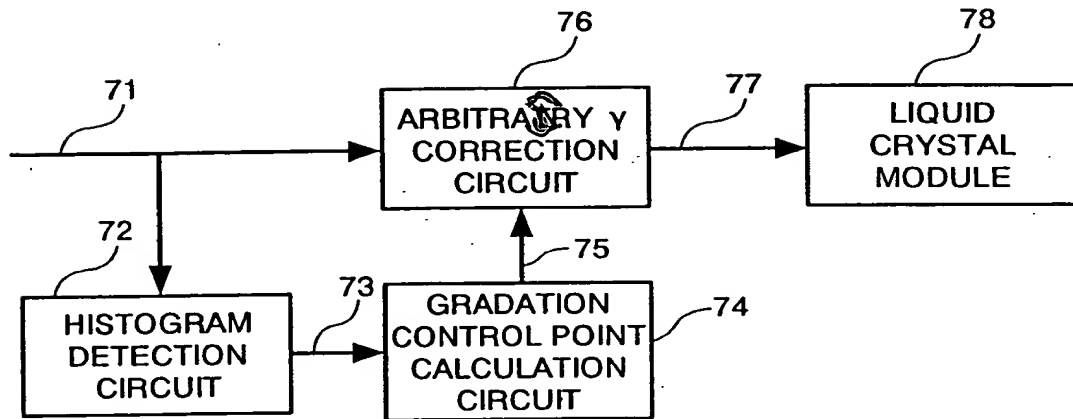 76
78
71
77
ARBITRATRY γ
CORRECTION
CIRCUIT
LIQUID
CRYSTAL
MODULE
72
73
75
74
HISTOGRAM
DETECTION
CIRCUIT
GRADATION
CONTROL POINT
CALCULATION
CIRCUIT